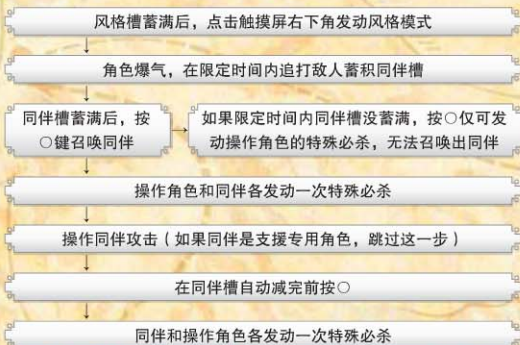 风格槽蓄满后，点击触摸屏右下角发动风格模式
角色爆气，在限定时间内追打敌人蓄积同伴槽
同伴槽蓄满后，按
○键召唤同伴
如果限定时间内同伴槽没蓄满，按○仅可发
动操作角色的特殊必杀，无法召唤出同伴
操作角色和同伴各发动一次特殊必杀
操作同伴攻击（如果同伴是支援专用角色，跳过这一步）
在同伴槽自动减完前按○
同伴和操作角色各发动一次特殊必杀